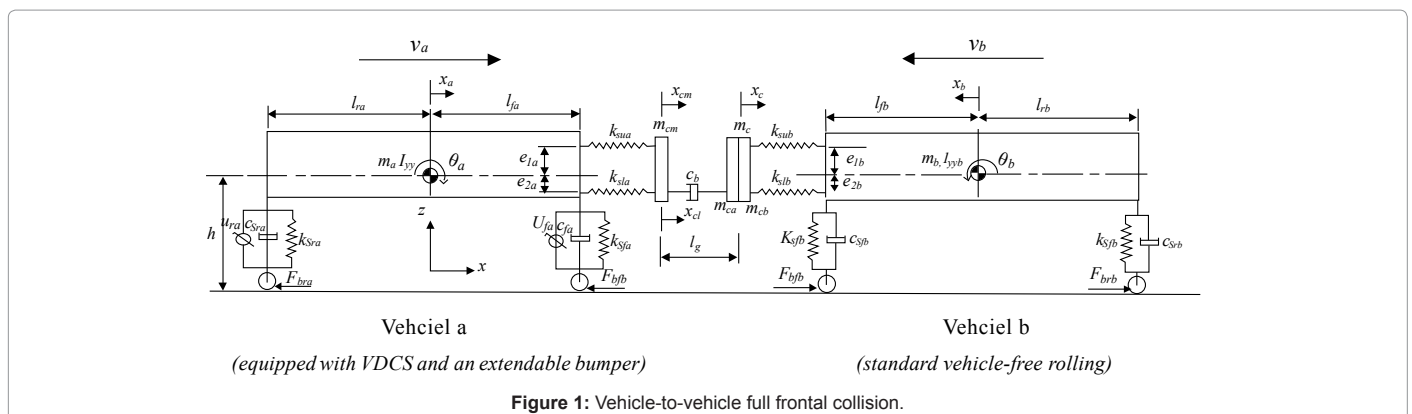 v_a v_b
x_a x_cm x_c x_b
l_ra l_fa l_fb l_rb
m_cm m_c
k_sua k_sub
m_a I_yy θ_a e_1a e_1b m_b, I_yyb θ_b
e_2a k_sla c_b k_slb e_2b
m_ca m_cb
h u_ra c_Sra k_Sra z U_fa c_fa k_Sfa x_cl K_sfb c_Sfb k_Sfb c_Srb
l_g
x
F_bra F_bfb F_bfb F_brb
Vehciel a Vehciel b
(equipped with VDCS and an extendable bumper) (standard vehicle-free rolling)
Figure 1: Vehicle-to-vehicle full frontal collision.